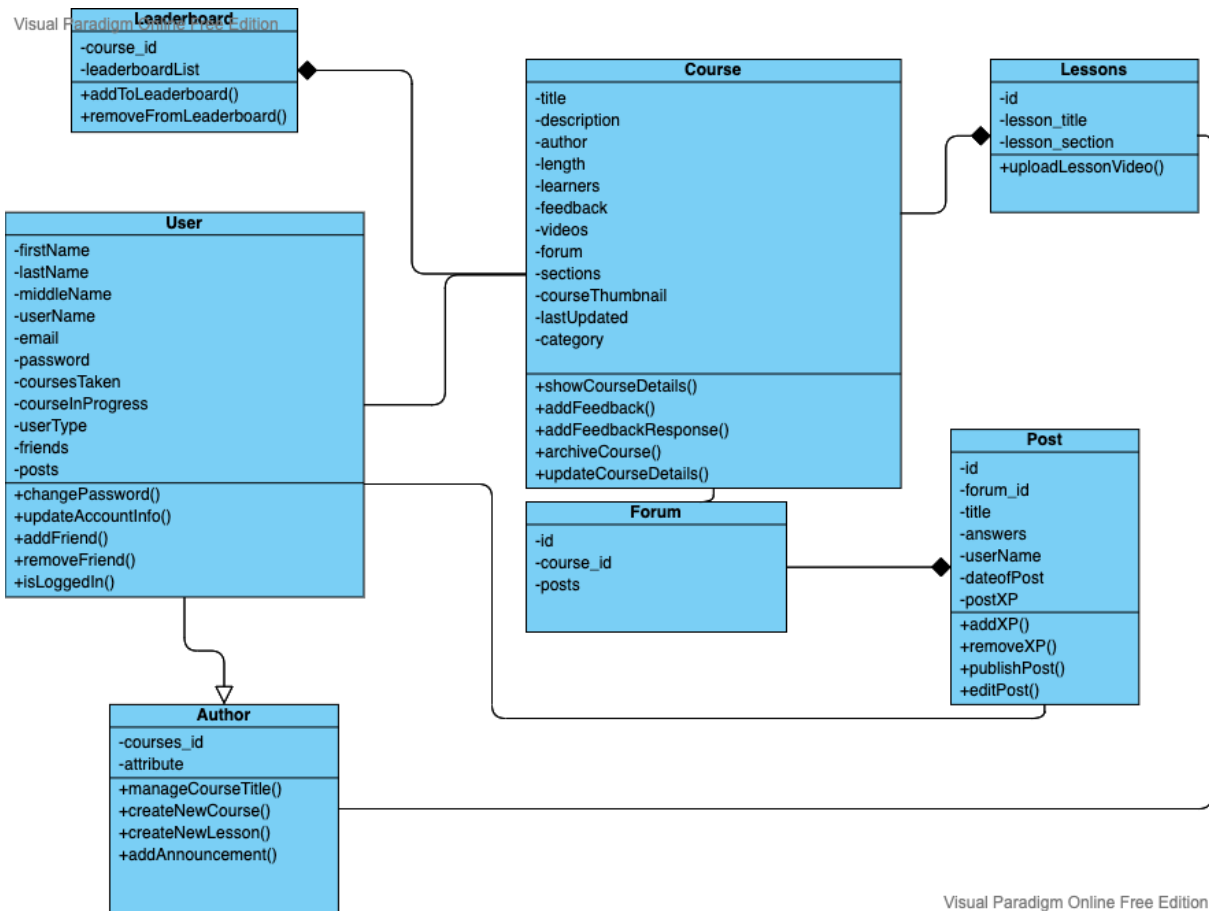 Visual Paradigm Online Free Edition
Leaderboard
-course_id
-leaderboardList
+addToLeaderboard()
+removeFromLeaderboard()
Course
-title
-description
-author
-length
-learners
-feedback
-videos
-forum
-sections
-courseThumbnail
-lastUpdated
-category
+showCourseDetails()
+addFeedback()
+addFeedbackResponse()
+archiveCourse()
+updateCourseDetails()
Lessons
-id
-lesson_title
-lesson_section
+uploadLessonVideo()
User
-firstName
-lastName
-middleName
-userName
-email
-password
-coursesTaken
-courseInProgress
-userType
-friends
-posts
+changePassword()
+updateAccountInfo()
+addFriend()
+removeFriend()
+isLoggedIn()
Forum
-id
-course_id
-posts
Post
-id
-forum_id
-title
-answers
-userName
-dateofPost
-postXP
+addXP()
+removeXP()
+publishPost()
+editPost()
Author
-courses_id
-attribute
+manageCourseTitle()
+createNewCourse()
+createNewLesson()
+addAnnouncement()
Visual Paradigm Online Free Edition